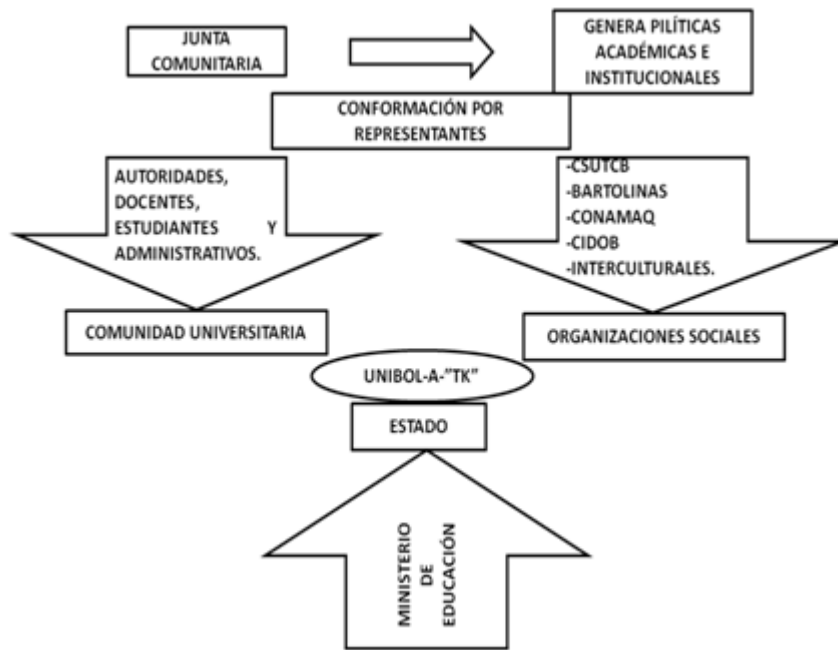 JUNTA
COMUNITARIA
GENERA PILÍTICAS
ACADÉMICAS E
INSTITUCIONALES
CONFORMACIÓN POR
REPRESENTANTES
AUTORIDADES,
DOCENTES,
ESTUDIANTES Y
ADMINISTRATIVOS.
-CSUTCB
-BARTOLINAS
-CONAMAQ
-CIDOB
-INTERCULTURALES.
COMUNIDAD UNIVERSITARIA
ORGANIZACIONES SOCIALES
UNIBOL-A-”TK”
ESTADO
MINISTERIO
DE
EDUCACIÓN